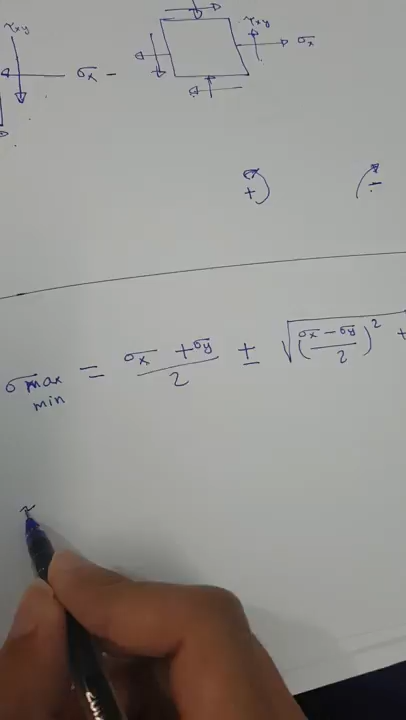 τxy
σx -
τxy
σx
+
-
σmax
min = σx + σy / 2 ± √((σx - σy / 2)² +
τ